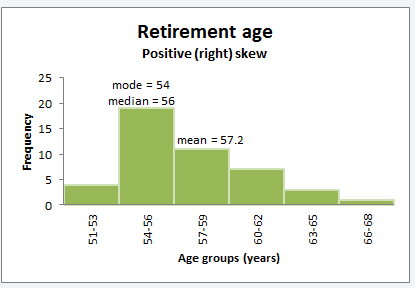 Retirement age
Positive (right) skew
25
20
15
10
5
0
Frequency
mode = 54
median = 56
mean = 57.2
51-53
54-56
57-59
60-62
63-65
66-68
Age groups (years)